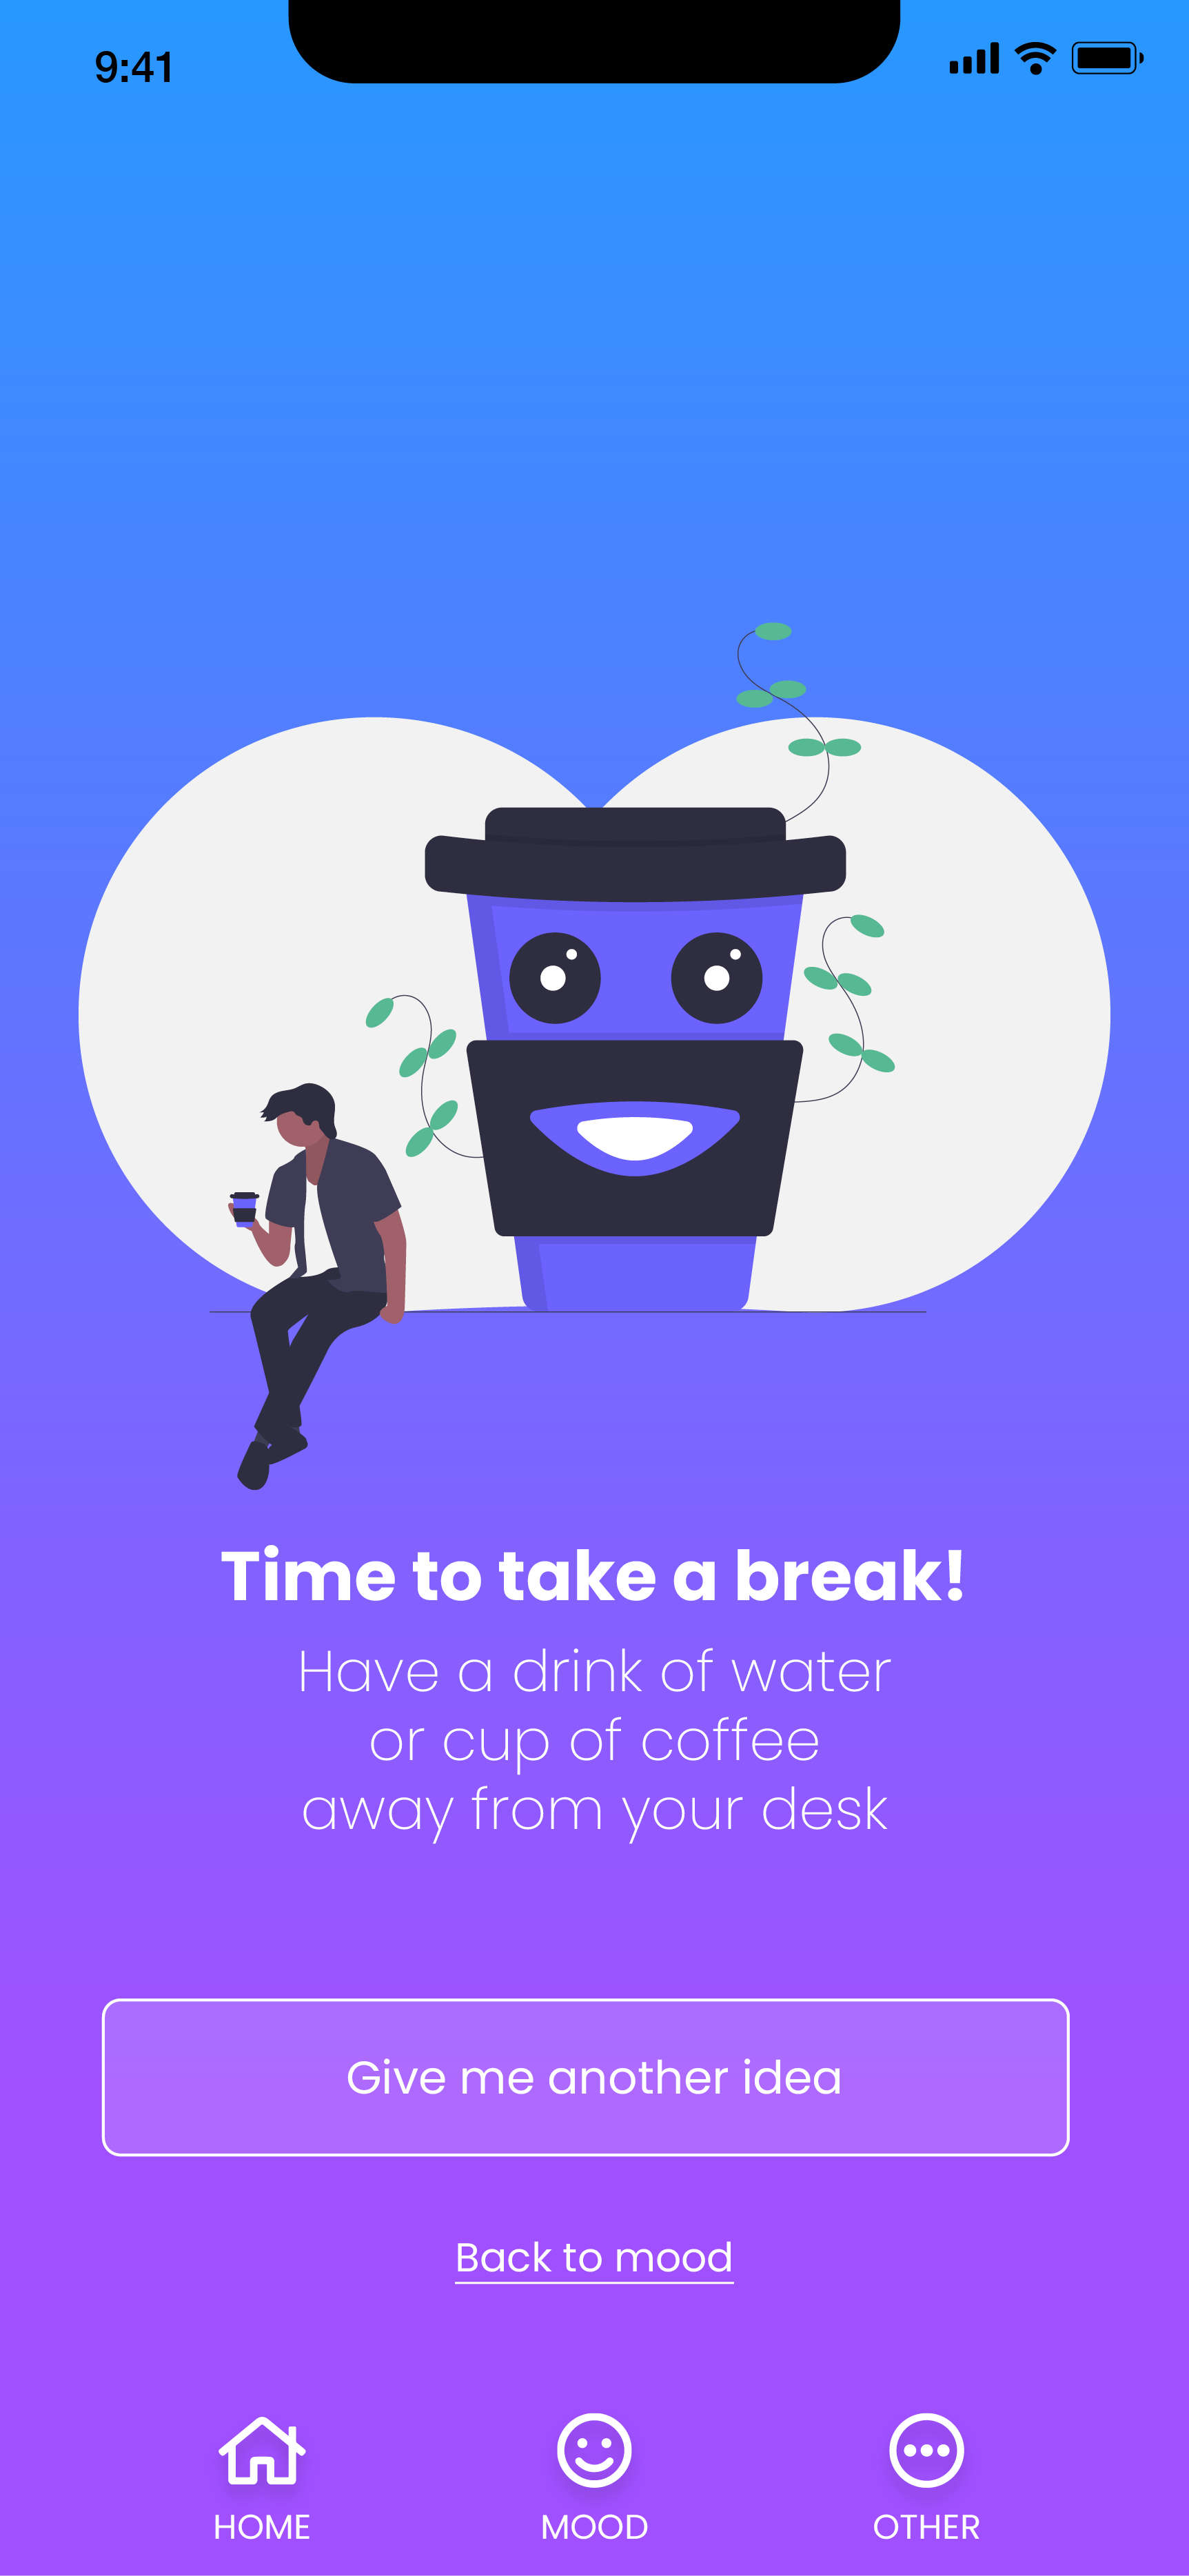 9:41
Time to take a break!
Have a drink of water
or cup of coffee
away from your desk
Give me another idea
Back to mood
HOME MOOD OTHER